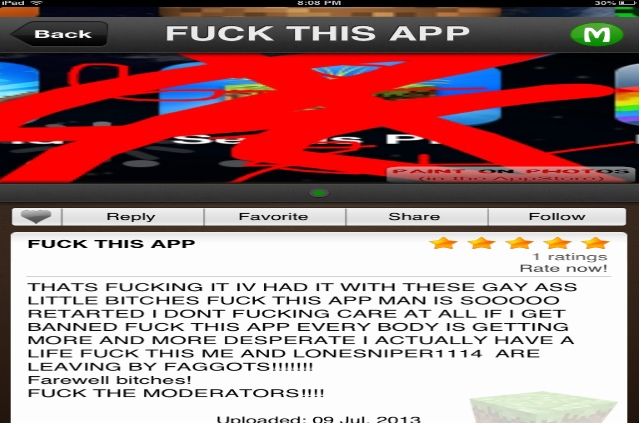 iPad 8:08 PM 30%
Back FUCK THIS APP M
PAINT ON PHOTOS
(in the AppStore)
Reply Favorite Share Follow
FUCK THIS APP
1 ratings
Rate now!
THATS FUCKING IT IV HAD IT WITH THESE GAY ASS
LITTLE BITCHES FUCK THIS APP MAN IS SOOOOO
RETARTED I DONT FUCKING CARE AT ALL IF I GET
BANNED FUCK THIS APP EVERY BODY IS GETTING
MORE AND MORE DESPERATE I ACTUALLY HAVE A
LIFE FUCK THIS ME AND LONESNIPER1114 ARE
LEAVING BY FAGGOTS!!!!!!!
Farewell bitches!
FUCK THE MODERATORS!!!!
Uploaded: 09 Jul, 2013